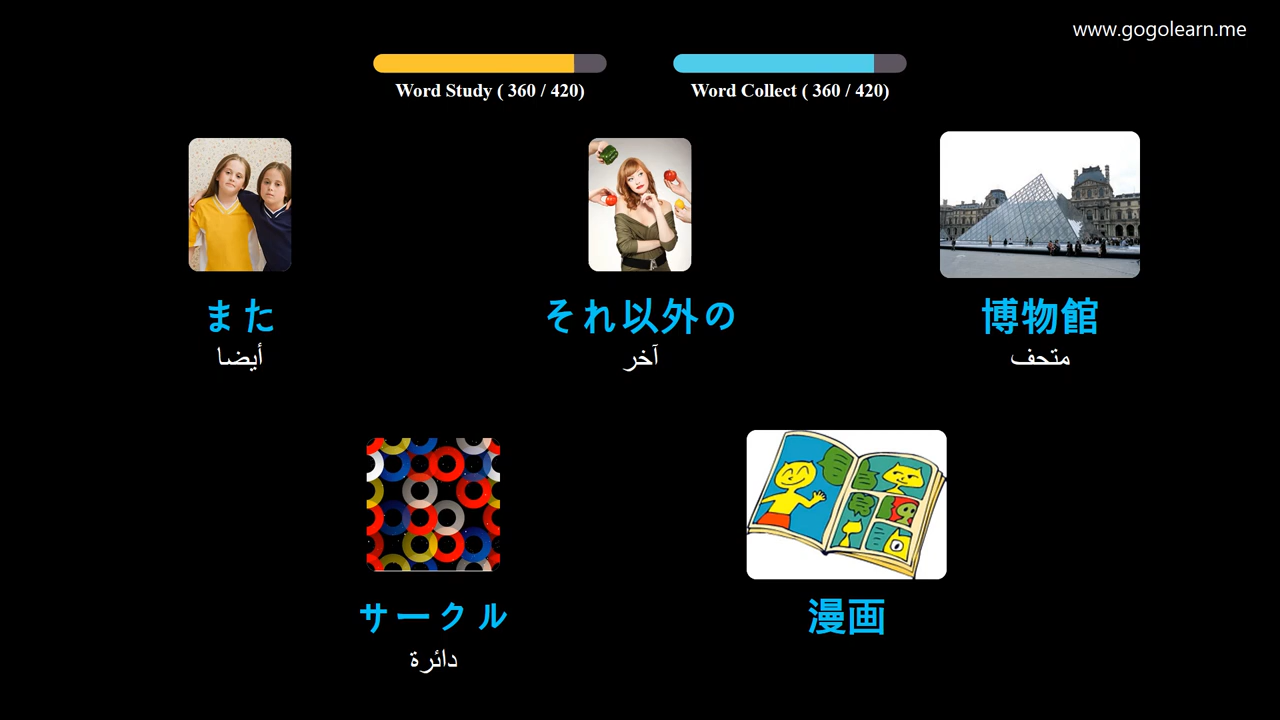 www.gogolearn.me
Word Study ( 360 / 420)
Word Collect ( 360 / 420)
また
أيضا
それ以外の
آخر
博物館
متحف
サークル
دائرة
漫画